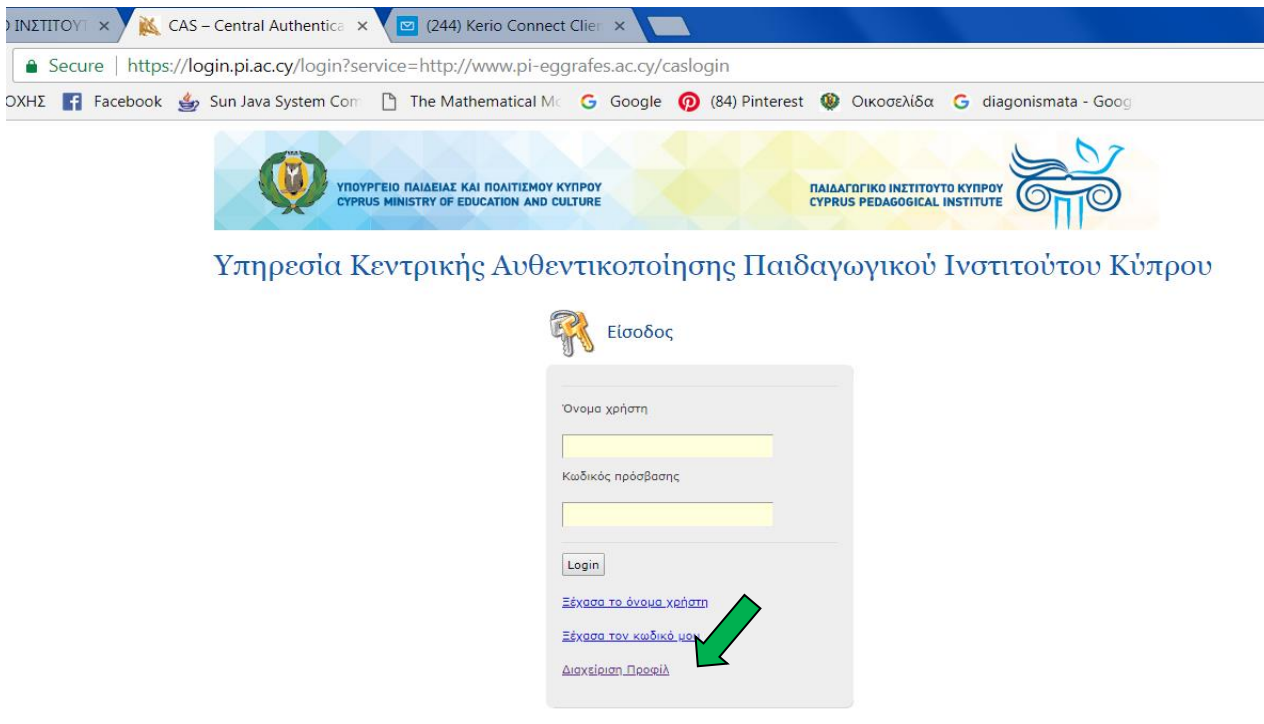 Ο ΙΝΣΤΙΤΟΥΤ
CAS – Central Authentica
(244) Kerio Connect Clien
Secure | https://login.pi.ac.cy/login?service=http://www.pi-eggrafes.ac.cy/caslogin
ΟΧΗΣ Facebook Sun Java System Com The Mathematical Mo Google (84) Pinterest Οικοσελίδα diagonismata - Goog
ΥΠΟΥΡΓΕΙΟ ΠΑΙΔΕΙΑΣ ΚΑΙ ΠΟΛΙΤΙΣΜΟΥ ΚΥΠΡΟΥ
CYPRUS MINISTRY OF EDUCATION AND CULTURE
ΠΑΙΔΑΓΩΓΙΚΟ ΙΝΣΤΙΤΟΥΤΟ ΚΥΠΡΟΥ
CYPRUS PEDAGOGICAL INSTITUTE
Υπηρεσία Κεντρικής Αυθεντικοποίησης Παιδαγωγικού Ινστιτούτου Κύπρου
Είσοδος
Όνομα χρήστη
Κωδικός πρόσβασης
Login
Ξέχασα το όνομα χρήστη
Ξέχασα τον κωδικό μου
Διαχείριση Προφίλ